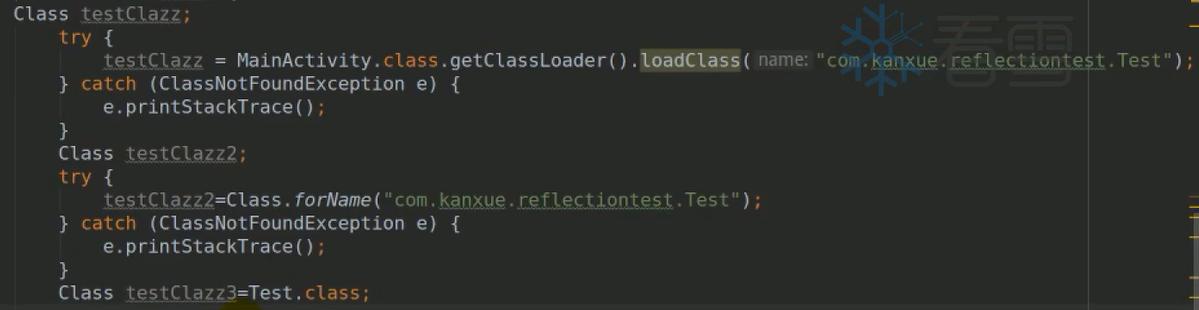 看雪
Class testClazz;
try {
testClazz = MainActivity.class.getClassLoader().loadClass( name: "com.kanxue.reflectiontest.Test");
} catch (ClassNotFoundException e) {
e.printStackTrace();
}
Class testClazz2;
try {
testClazz2=Class.forName("com.kanxue.reflectiontest.Test");
} catch (ClassNotFoundException e) {
e.printStackTrace();
}
Class testClazz3=Test.class;